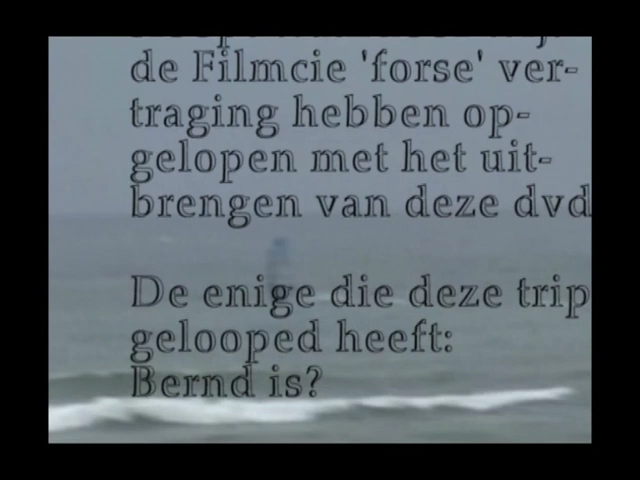 de Filmcie 'forse' ver-
traging hebben op-
gelopen met het uit-
brengen van deze dvd
De enige die deze trip
gelooped heeft:
Bernd is?